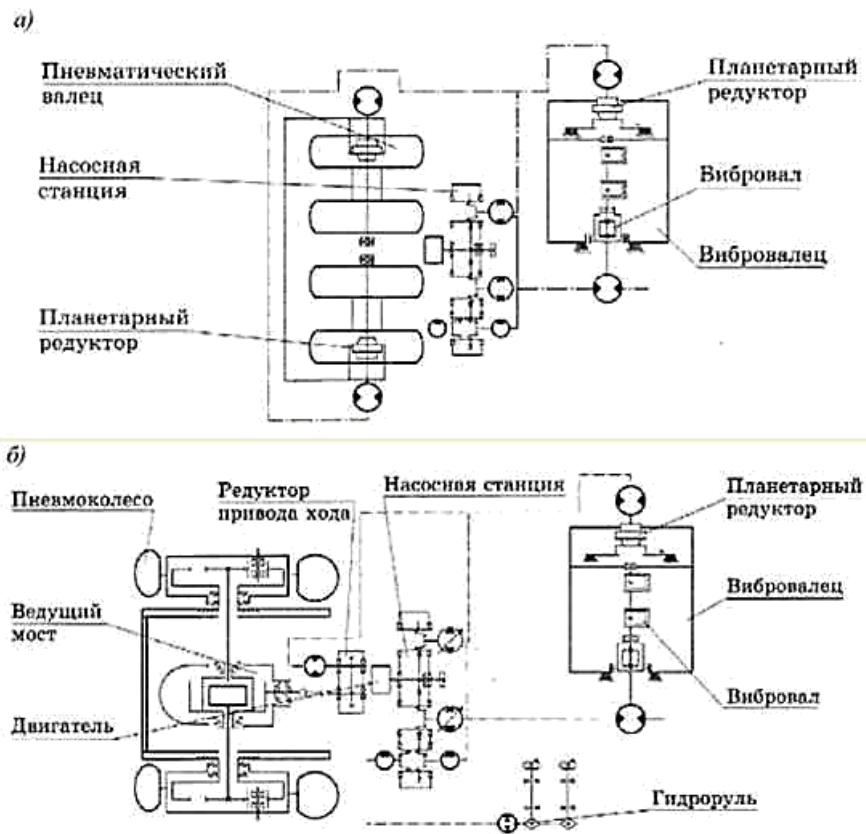 а)
Пневматический
валец
Планетарный
редуктор
Насосная
станция
Вибровал
Вибровалец
Планетарный
редуктор
б)
Пневмоколесо
Редуктор
привода хода
Насосная станция
Планетарный
редуктор
Ведущий
мост
Вибровалец
Вибровал
Двигатель
Гидроруль